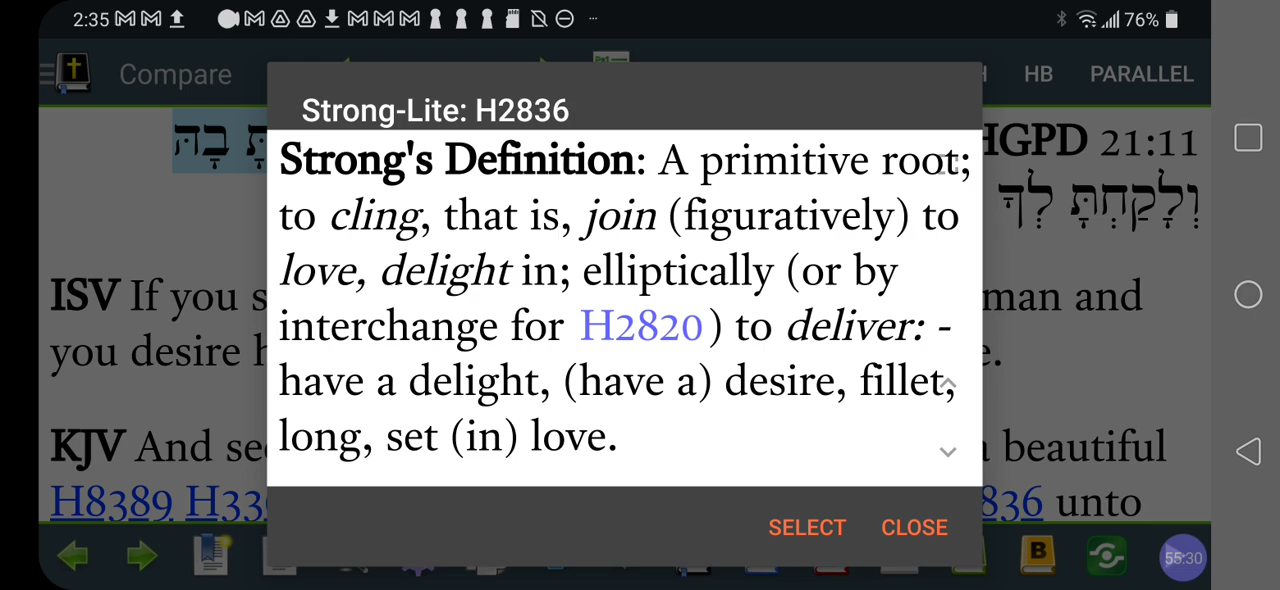 2:35 76%
Compare HB PARALLEL
Strong-Lite: H2836
Strong's Definition: A primitive root;
to cling, that is, join (figuratively) to
love, delight in; elliptically (or by
interchange for H2820) to deliver: -
have a delight, (have a) desire, fillet,
long, set (in) love.
SELECT CLOSE
HGPD 21:11
בָהּ
וְלָקַחְתָּ לְךָ
ISV If you man and
you desire
KJV And beautiful
H8389 unto
B 55:30